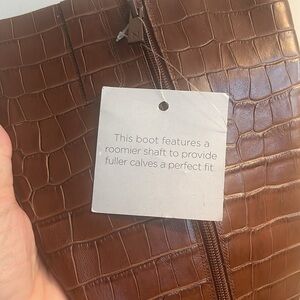 This boot features a
roomier shaft to provide
fuller calves a perfect fit